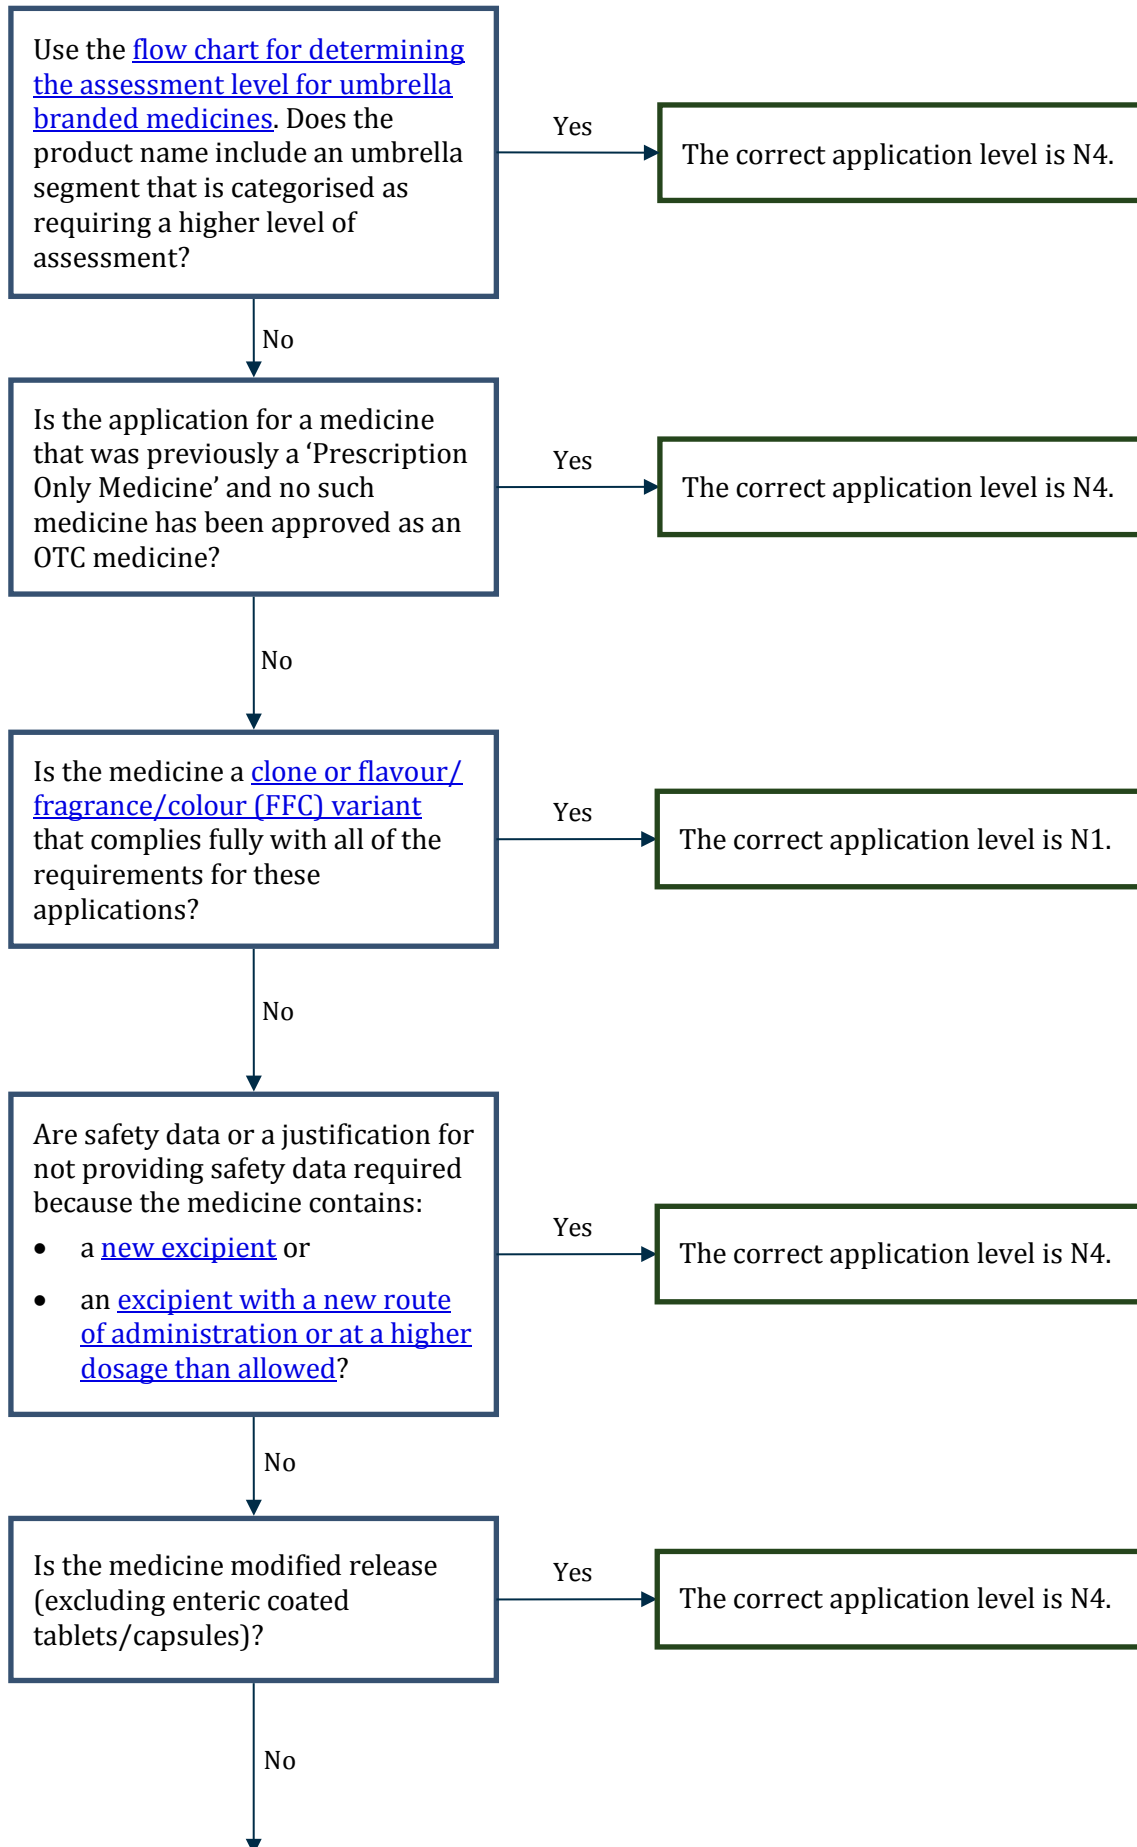 Use the flow chart for determining
the assessment level for umbrella
branded medicines. Does the
product name include an umbrella
segment that is categorised as
requiring a higher level of
assessment?
Yes
The correct application level is N4.
No
Is the application for a medicine
that was previously a ‘Prescription
Only Medicine’ and no such
medicine has been approved as an
OTC medicine?
Yes
The correct application level is N4.
No
Is the medicine a clone or flavour/
fragrance/colour (FFC) variant
that complies fully with all of the
requirements for these
applications?
Yes
The correct application level is N1.
No
Are safety data or a justification for
not providing safety data required
because the medicine contains:
• a new excipient or
• an excipient with a new route
of administration or at a higher
dosage than allowed?
Yes
The correct application level is N4.
No
Is the medicine modified release
(excluding enteric coated
tablets/capsules)?
Yes
The correct application level is N4.
No